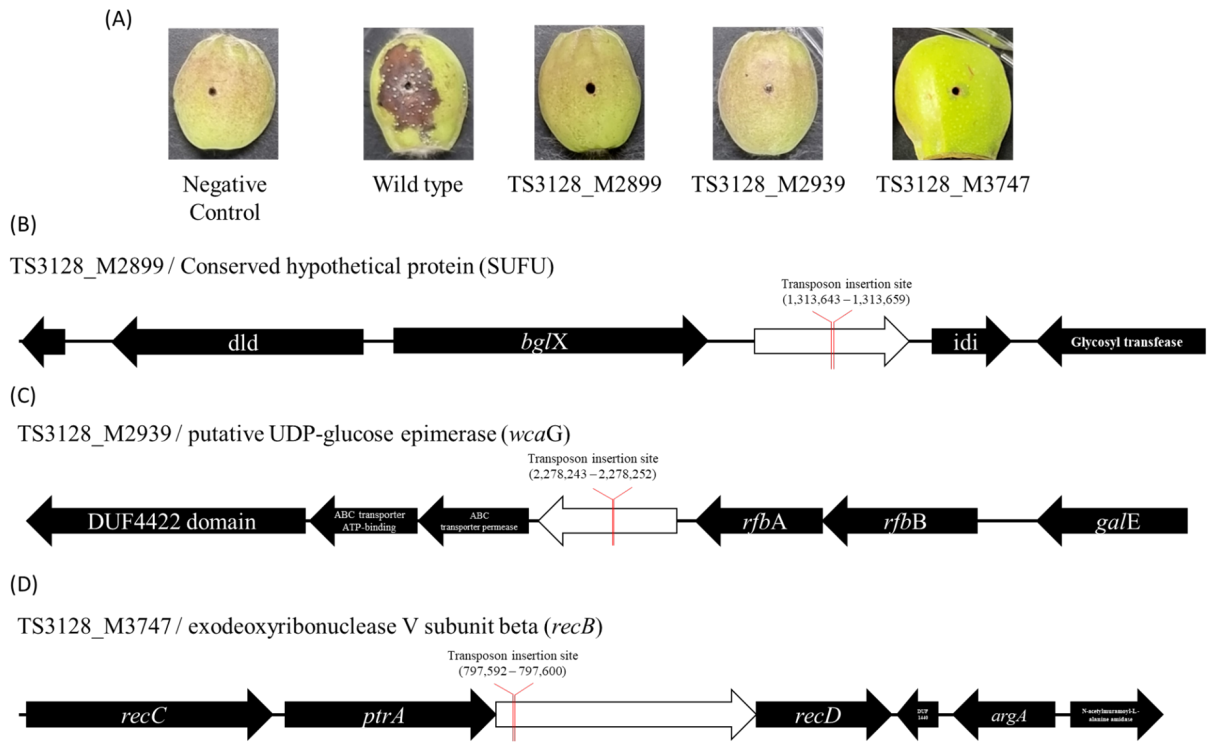 (A)
Negative
Control
Wild type
TS3128_M2899
TS3128_M2939
TS3128_M3747
(B)
TS3128_M2899 / Conserved hypothetical protein (SUFU)
Transposon insertion site
(1,313,643 – 1,313,659)
dld
bglX
idi
Glycosyl transfease
(C)
TS3128_M2939 / putative UDP-glucose epimerase (wcaG)
Transposon insertion site
(2,278,243 – 2,278,252)
DUF4422 domain
ABC transporter
ATP-binding
ABC
transporter permease
rfbA
rfbB
galE
(D)
TS3128_M3747 / exodeoxyribonuclease V subunit beta (recB)
Transposon insertion site
(797,592 – 797,600)
recC
ptrA
recD
DUF
argA
N-acetylmuramoyl-L-
alanine amidase